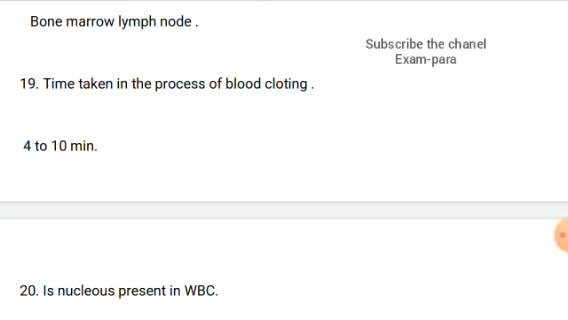 Bone marrow lymph node .
Subscribe the chanel
Exam-para
19. Time taken in the process of blood cloting .
4 to 10 min.
20. Is nucleous present in WBC.